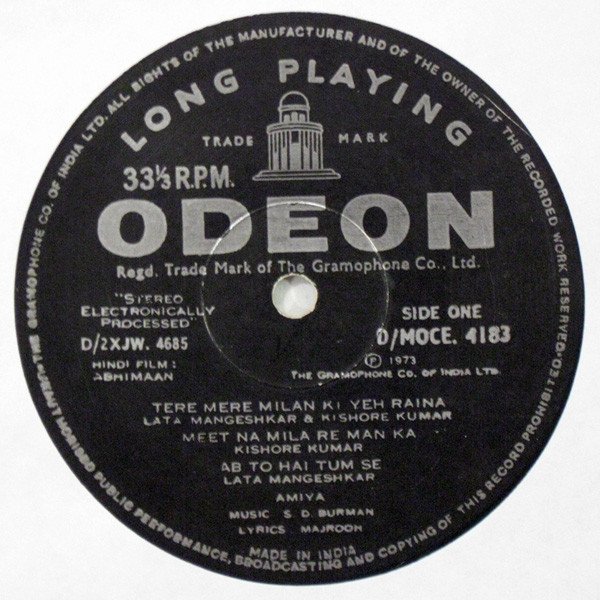 THE GRAMOPHONE CO. OF INDIA LTD. ALL RIGHTS OF THE MANUFACTURER AND OF THE OWNER OF THE RECORDED WORK RESERVED
PUBLIC PERFORMANCE, BROADCASTING AND COPYING OF THIS RECORD PROHIBITED
LONG PLAYING
TRADE MARK
33⅓ R.P.M.
ODEON
Regd. Trade Mark of The Gramophone Co., Ltd.
"STEREO
ELECTRONICALLY
PROCESSED"
D/2XJW. 4685
HINDI FILM :
ABHIMAAN
SIDE ONE
D/MOCE. 4183
Ⓟ 1973
THE GRAMOPHONE CO. OF INDIA LTD.
TERE MERE MILAN KI YEH RAINA
LATA MANGESHKAR & KISHORE KUMAR
MEET NA MILA RE MAN KA
KISHORE KUMAR
AB TO HAI TUM SE
LATA MANGESHKAR
AMIYA
MUSIC S. D. BURMAN
LYRICS MAJROOH
MADE IN INDIA